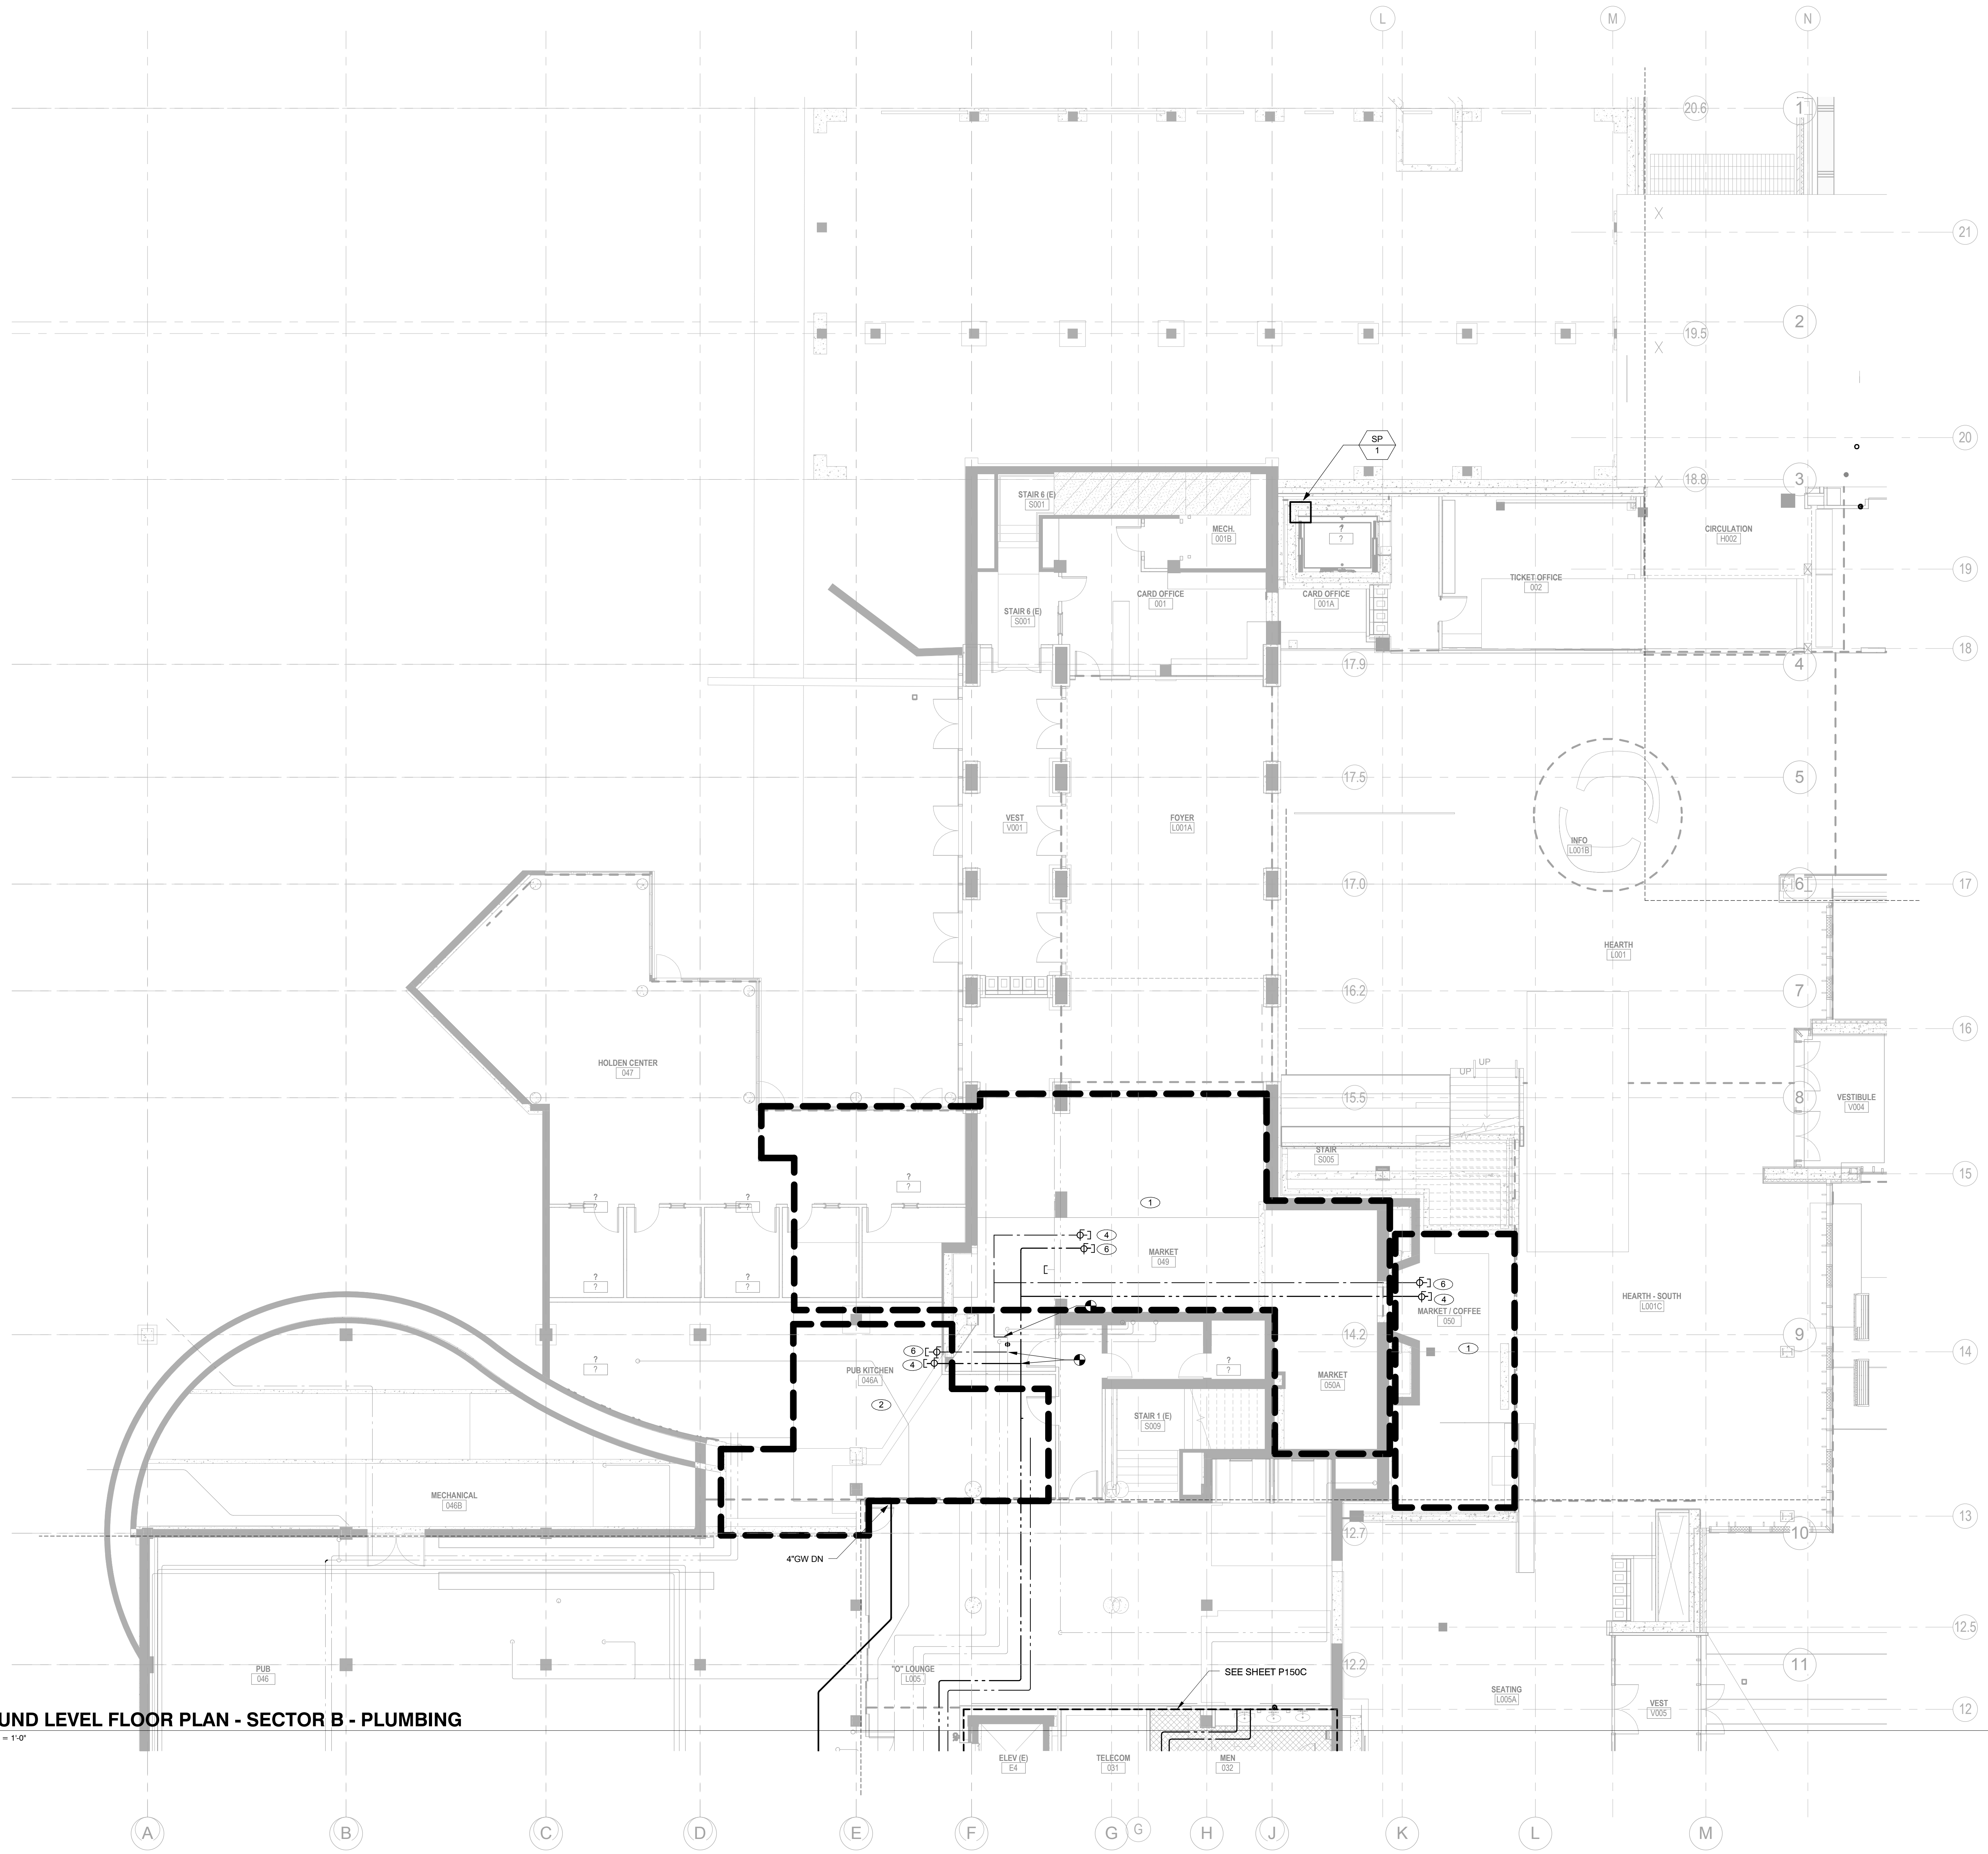 L
M
N
20.6
1
21
2
19.5
20
SP
1
3
18.8
STAIR 6 (E)
S001
MECH.
001B
?
?
CIRCULATION
H002
19
TICKET OFFICE
002
CARD OFFICE
001
CARD OFFICE
001A
STAIR 6 (E)
S001
18
17.9
4
17.5
5
VEST
V001
FOYER
L001A
INFO
L001B
17.0
6
17
HEARTH
L001
16.2
7
16
HOLDEN CENTER
047
UP
UP
15.5
8
VESTIBULE
V004
STAIR
S005
15
?
?
?
?
?
?
1
4
6
MARKET
049
?
?
?
?
6
4
MARKET / COFFEE
050
HEARTH - SOUTH
L001C
14.2
9
14
1
6
4
?
?
PUB KITCHEN
046A
2
?
?
MARKET
050A
STAIR 1 (E)
S009
MECHANICAL
046B
13
12.7
10
4"GW DN
12.5
PUB
046
"O" LOUNGE
L005
SEE SHEET P150C
12.2
11
SEATING
L005A
VEST
V005
12
UND LEVEL FLOOR PLAN - SECTOR B - PLUMBING
= 1'-0"
ELEV (E)
E4
TELECOM
031
MEN
032
A
B
C
D
E
F
G
G
H
J
K
L
M